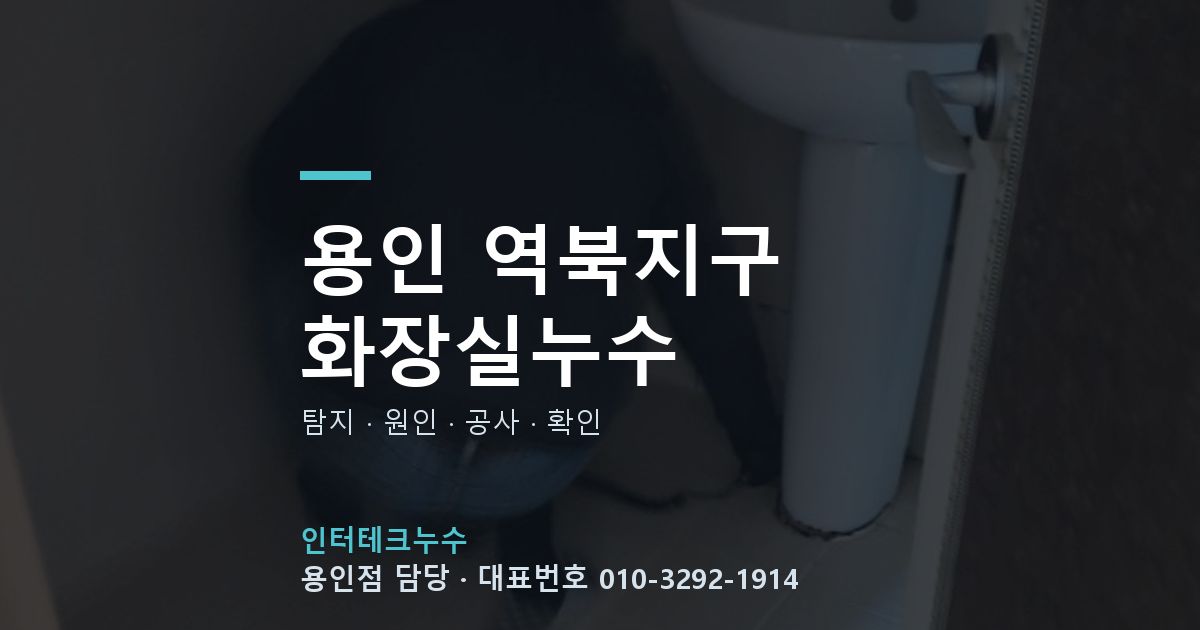 용인 역북지구
화장실누수
탐지 · 원인 · 공사 · 확인
인터테크누수
용인점 담당 · 대표번호 010-3292-1914